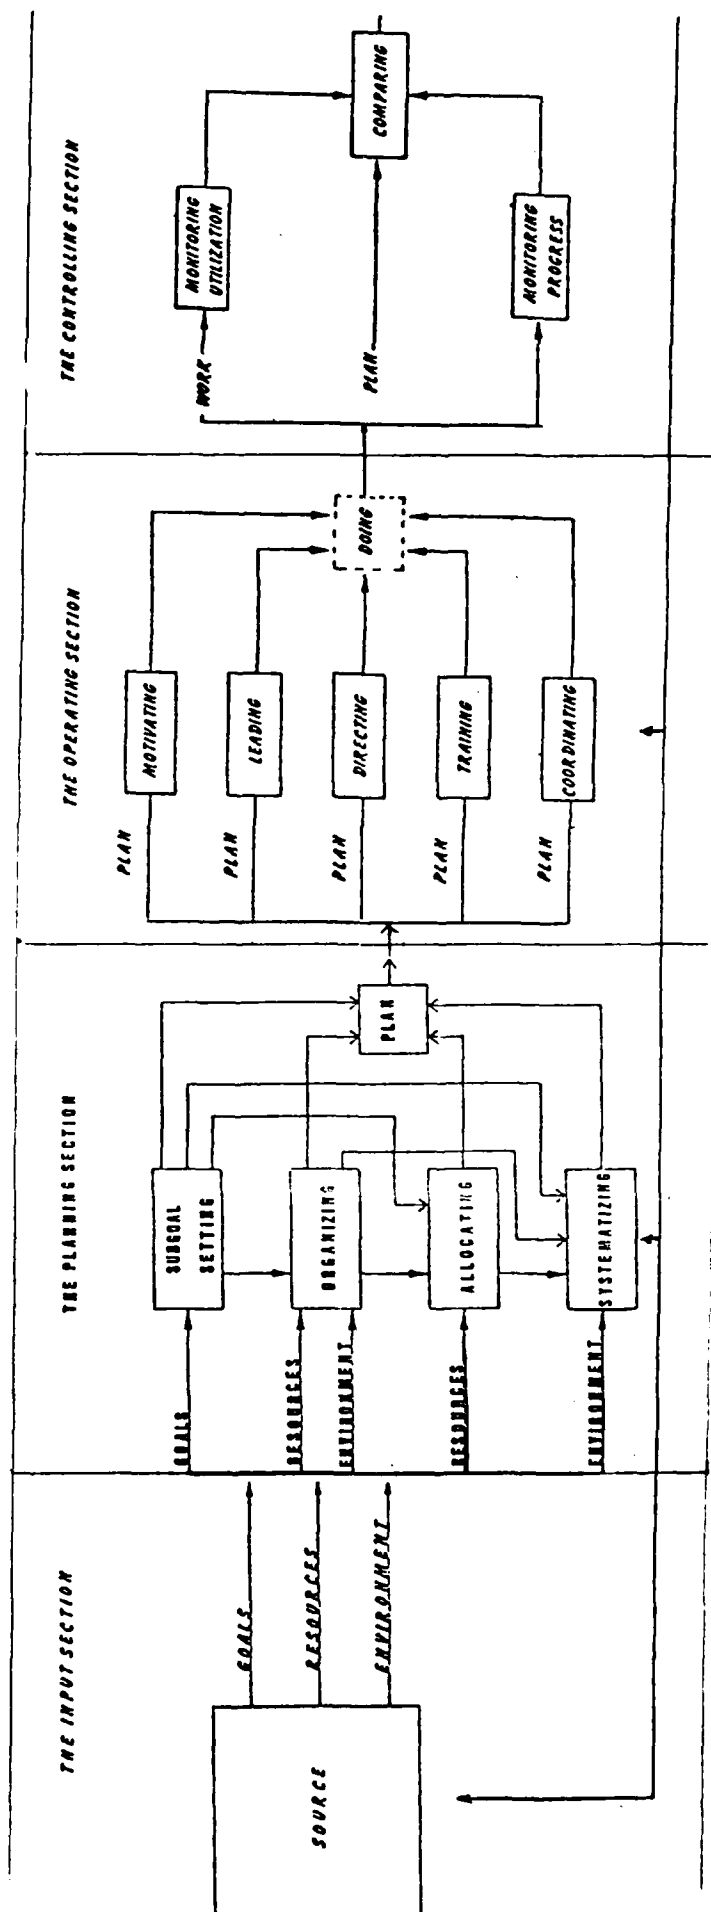 THE INPUT SECTION
SOURCE
GOALS
RESOURCES
ENVIRONMENT
THE PLANNING SECTION
GOALS
RESOURCES
ENVIRONMENT
RESOURCES
ENVIRONMENT
SUBGOAL
SETTING
ORGANIZING
ALLOCATING
SYSTEMATIZING
PLAN
THE OPERATING SECTION
PLAN
PLAN
PLAN
PLAN
PLAN
MOTIVATING
LEADING
DIRECTING
TRAINING
COORDINATING
DOING
THE CONTROLLING SECTION
WORK
PLAN
MONITORING
UTILIZATION
MONITORING
PROGRESS
COMPARING